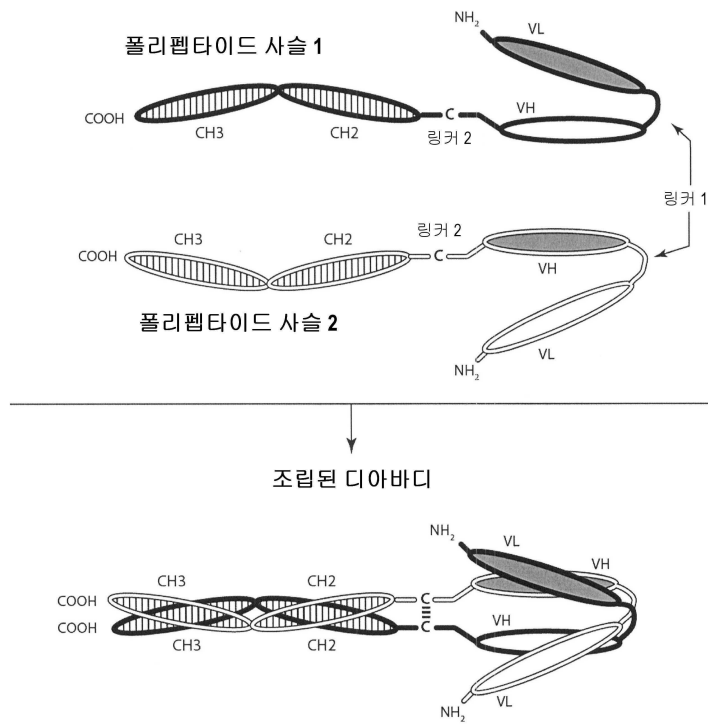 NH2
VL
폴리펩타이드 사슬 1
COOH
CH3
CH2
C
VH
링커 2
링커 1
CH3
CH2
링커 2
COOH
C
VH
폴리펩타이드 사슬 2
VL
NH2
조립된 디아바디
NH2
VL
VH
CH3
CH2
COOH
C
COOH
C
VH
CH3
CH2
VL
NH2